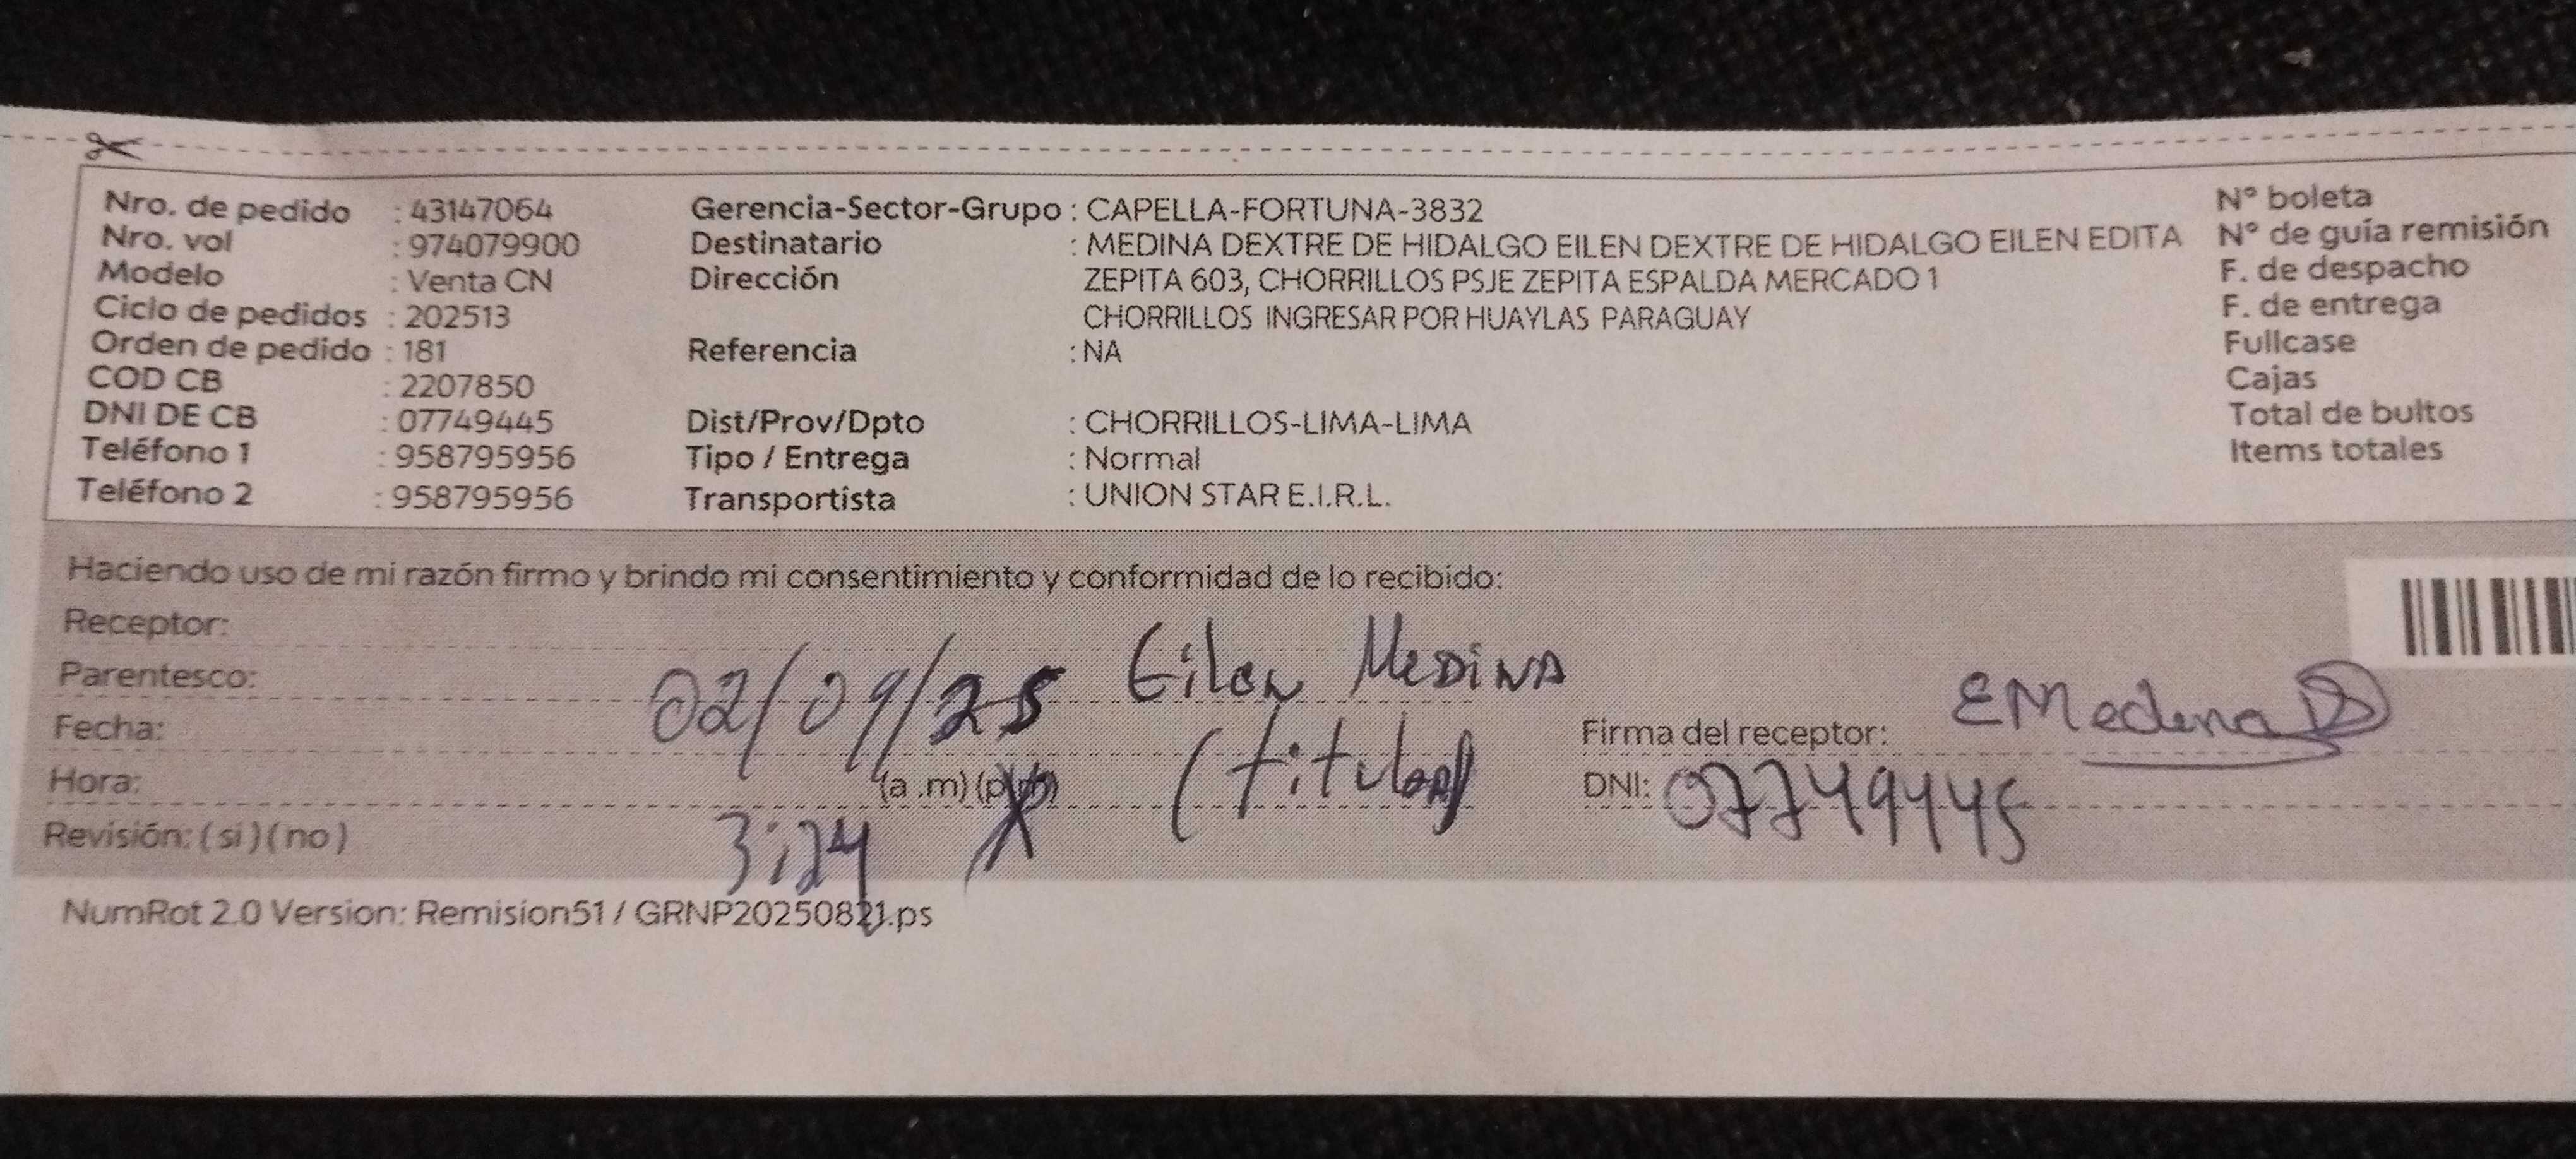 Nro. de pedido : 43147064
Nro. vol : 974079900
Modelo : Venta CN
Ciclo de pedidos : 202513
Orden de pedido : 181
COD CB : 2207850
DNI DE CB : 07749445
Teléfono 1 : 958795956
Teléfono 2 : 958795956
Gerencia-Sector-Grupo : CAPELLA-FORTUNA-3832
Destinatario : MEDINA DEXTRE DE HIDALGO EILEN DEXTRE DE HIDALGO EILEN EDITA
Dirección ZEPITA 603, CHORRILLOS PSJE ZEPITA ESPALDA MERCADO 1
CHORRILLOS INGRESAR POR HUAYLAS PARAGUAY
Referencia : NA
Dist/Prov/Dpto : CHORRILLOS-LIMA-LIMA
Tipo / Entrega : Normal
Transportista : UNION STAR E.I.R.L.
N° boleta
N° de guía remisión
F. de despacho
F. de entrega
Fullcase
Cajas
Total de bultos
Items totales
Haciendo uso de mi razón firmo y brindo mi consentimiento y conformidad de lo recibido:
Receptor:
Parentesco:
Fecha:
Hora: (a .m) (p.m)
Revisión: ( si ) ( no )
02/09/25 Eilen MEDINA
(titular)
3:24
Firma del receptor: EMedina D
DNI: 07749445
NumRot 2.0 Version: Remision51 / GRNP20250821.ps